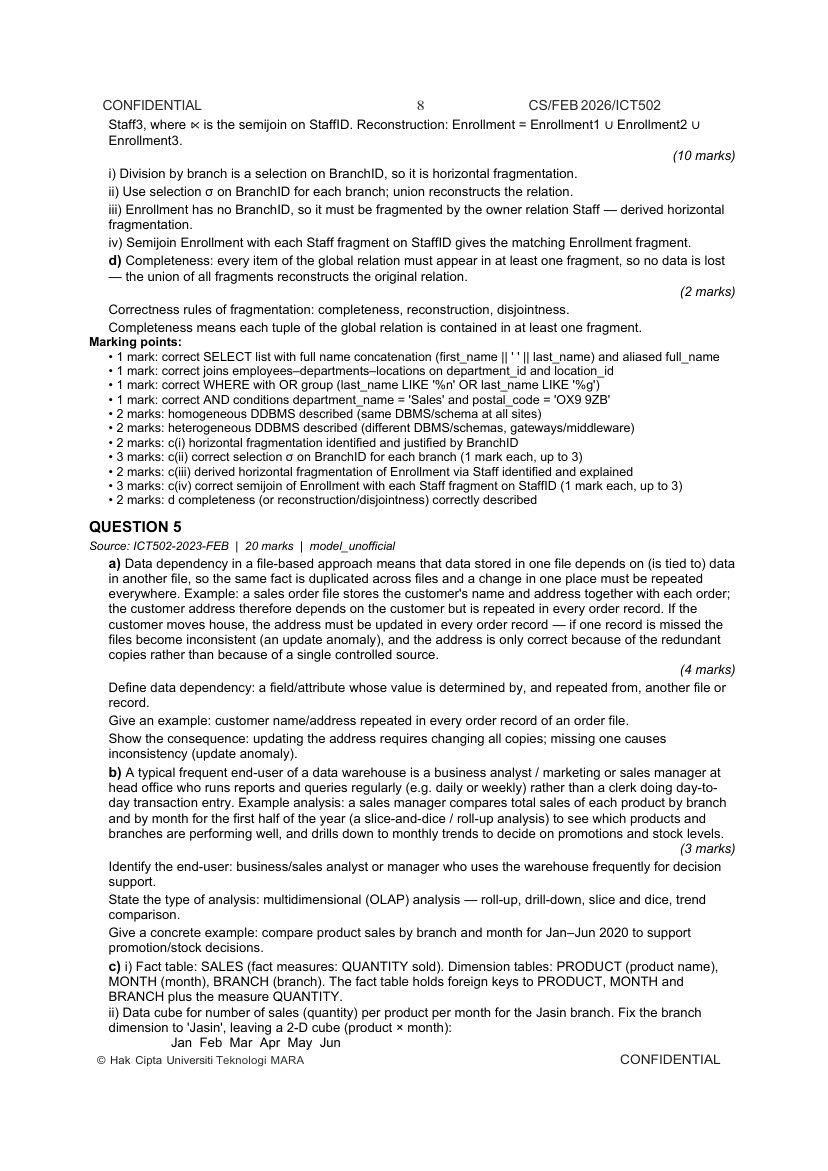 CONFIDENTIAL 8 CS/FEB 2026/ICT502
Staff3, where ⋉ is the semijoin on StaffID. Reconstruction: Enrollment = Enrollment1 ∪ Enrollment2 ∪
Enrollment3.
(10 marks)
i) Division by branch is a selection on BranchID, so it is horizontal fragmentation.
ii) Use selection σ on BranchID for each branch; union reconstructs the relation.
iii) Enrollment has no BranchID, so it must be fragmented by the owner relation Staff — derived horizontal
fragmentation.
iv) Semijoin Enrollment with each Staff fragment on StaffID gives the matching Enrollment fragment.
d) Completeness: every item of the global relation must appear in at least one fragment, so no data is lost
— the union of all fragments reconstructs the original relation.
(2 marks)
Correctness rules of fragmentation: completeness, reconstruction, disjointness.
Completeness means each tuple of the global relation is contained in at least one fragment.
Marking points:
• 1 mark: correct SELECT list with full name concatenation (first_name || ' ' || last_name) and aliased full_name
• 1 mark: correct joins employees–departments–locations on department_id and location_id
• 1 mark: correct WHERE with OR group (last_name LIKE '%n' OR last_name LIKE '%g')
• 1 mark: correct AND conditions department_name = 'Sales' and postal_code = 'OX9 9ZB'
• 2 marks: homogeneous DDBMS described (same DBMS/schema at all sites)
• 2 marks: heterogeneous DDBMS described (different DBMS/schemas, gateways/middleware)
• 2 marks: c(i) horizontal fragmentation identified and justified by BranchID
• 3 marks: c(ii) correct selection σ on BranchID for each branch (1 mark each, up to 3)
• 2 marks: c(iii) derived horizontal fragmentation of Enrollment via Staff identified and explained
• 3 marks: c(iv) correct semijoin of Enrollment with each Staff fragment on StaffID (1 mark each, up to 3)
• 2 marks: d completeness (or reconstruction/disjointness) correctly described
QUESTION 5
Source: ICT502-2023-FEB | 20 marks | model_unofficial
a) Data dependency in a file-based approach means that data stored in one file depends on (is tied to) data
in another file, so the same fact is duplicated across files and a change in one place must be repeated
everywhere. Example: a sales order file stores the customer's name and address together with each order;
the customer address therefore depends on the customer but is repeated in every order record. If the
customer moves house, the address must be updated in every order record — if one record is missed the
files become inconsistent (an update anomaly), and the address is only correct because of the redundant
copies rather than because of a single controlled source.
(4 marks)
Define data dependency: a field/attribute whose value is determined by, and repeated from, another file or
record.
Give an example: customer name/address repeated in every order record of an order file.
Show the consequence: updating the address requires changing all copies; missing one causes
inconsistency (update anomaly).
b) A typical frequent end-user of a data warehouse is a business analyst / marketing or sales manager at
head office who runs reports and queries regularly (e.g. daily or weekly) rather than a clerk doing day-to-
day transaction entry. Example analysis: a sales manager compares total sales of each product by branch
and by month for the first half of the year (a slice-and-dice / roll-up analysis) to see which products and
branches are performing well, and drills down to monthly trends to decide on promotions and stock levels.
(3 marks)
Identify the end-user: business/sales analyst or manager who uses the warehouse frequently for decision
support.
State the type of analysis: multidimensional (OLAP) analysis — roll-up, drill-down, slice and dice, trend
comparison.
Give a concrete example: compare product sales by branch and month for Jan–Jun 2020 to support
promotion/stock decisions.
c) i) Fact table: SALES (fact measures: QUANTITY sold). Dimension tables: PRODUCT (product name),
MONTH (month), BRANCH (branch). The fact table holds foreign keys to PRODUCT, MONTH and
BRANCH plus the measure QUANTITY.
ii) Data cube for number of sales (quantity) per product per month for the Jasin branch. Fix the branch
dimension to 'Jasin', leaving a 2-D cube (product × month):
Jan Feb Mar Apr May Jun
© Hak Cipta Universiti Teknologi MARA CONFIDENTIAL